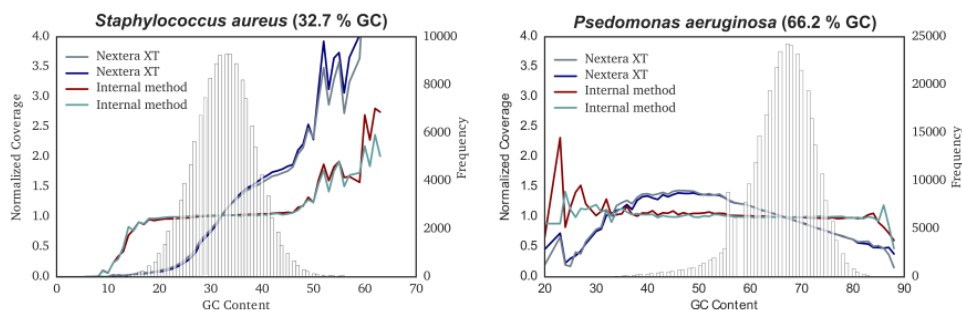 Staphylococcus aureus (32.7 % GC)
4.0
3.5
3.0
2.5
2.0
1.5
1.0
0.5
0.0
Normalized Coverage
Nextera XT
Nextera XT
Internal method
Internal method
10000
8000
6000
4000
2000
0
Frequency
0 10 20 30 40 50 60 70
GC Content
Psedomonas aeruginosa (66.2 % GC)
4.0
3.5
3.0
2.5
2.0
1.5
1.0
0.5
0.0
Normalized Coverage
Nextera XT
Nextera XT
Internal method
Internal method
25000
20000
15000
10000
5000
0
Frequency
20 30 40 50 60 70 80 90
GC Content